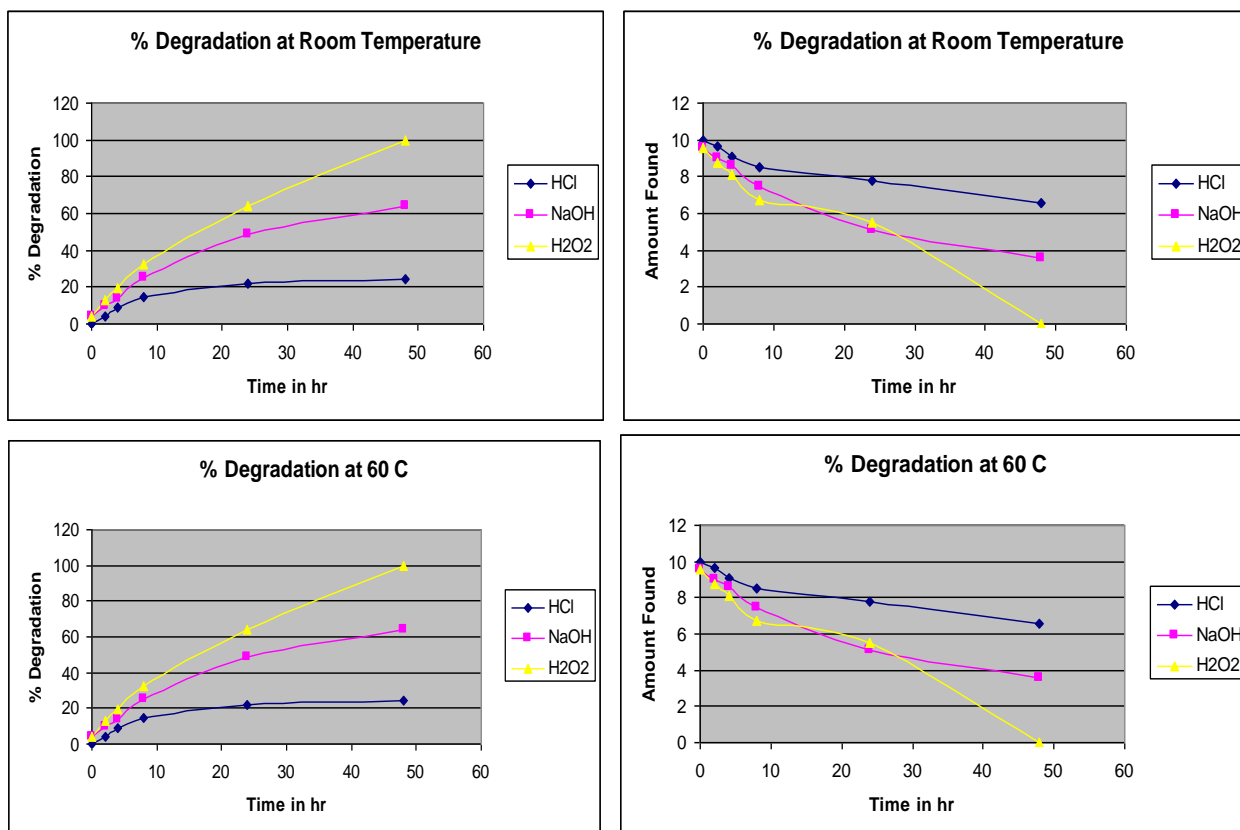 % Degradation at Room Temperature
% Degradation
120
100
80
60
40
20
0
0 10 20 30 40 50 60
Time in hr
HCl
NaOH
H2O2
% Degradation at Room Temperature
Amount Found
12
10
8
6
4
2
0
0 10 20 30 40 50 60
Time in hr
HCl
NaOH
H2O2
% Degradation at 60 C
% Degradation
120
100
80
60
40
20
0
0 10 20 30 40 50 60
Time in hr
HCl
NaOH
H2O2
% Degradation at 60 C
Amount Found
12
10
8
6
4
2
0
0 10 20 30 40 50 60
Time in hr
HCl
NaOH
H2O2